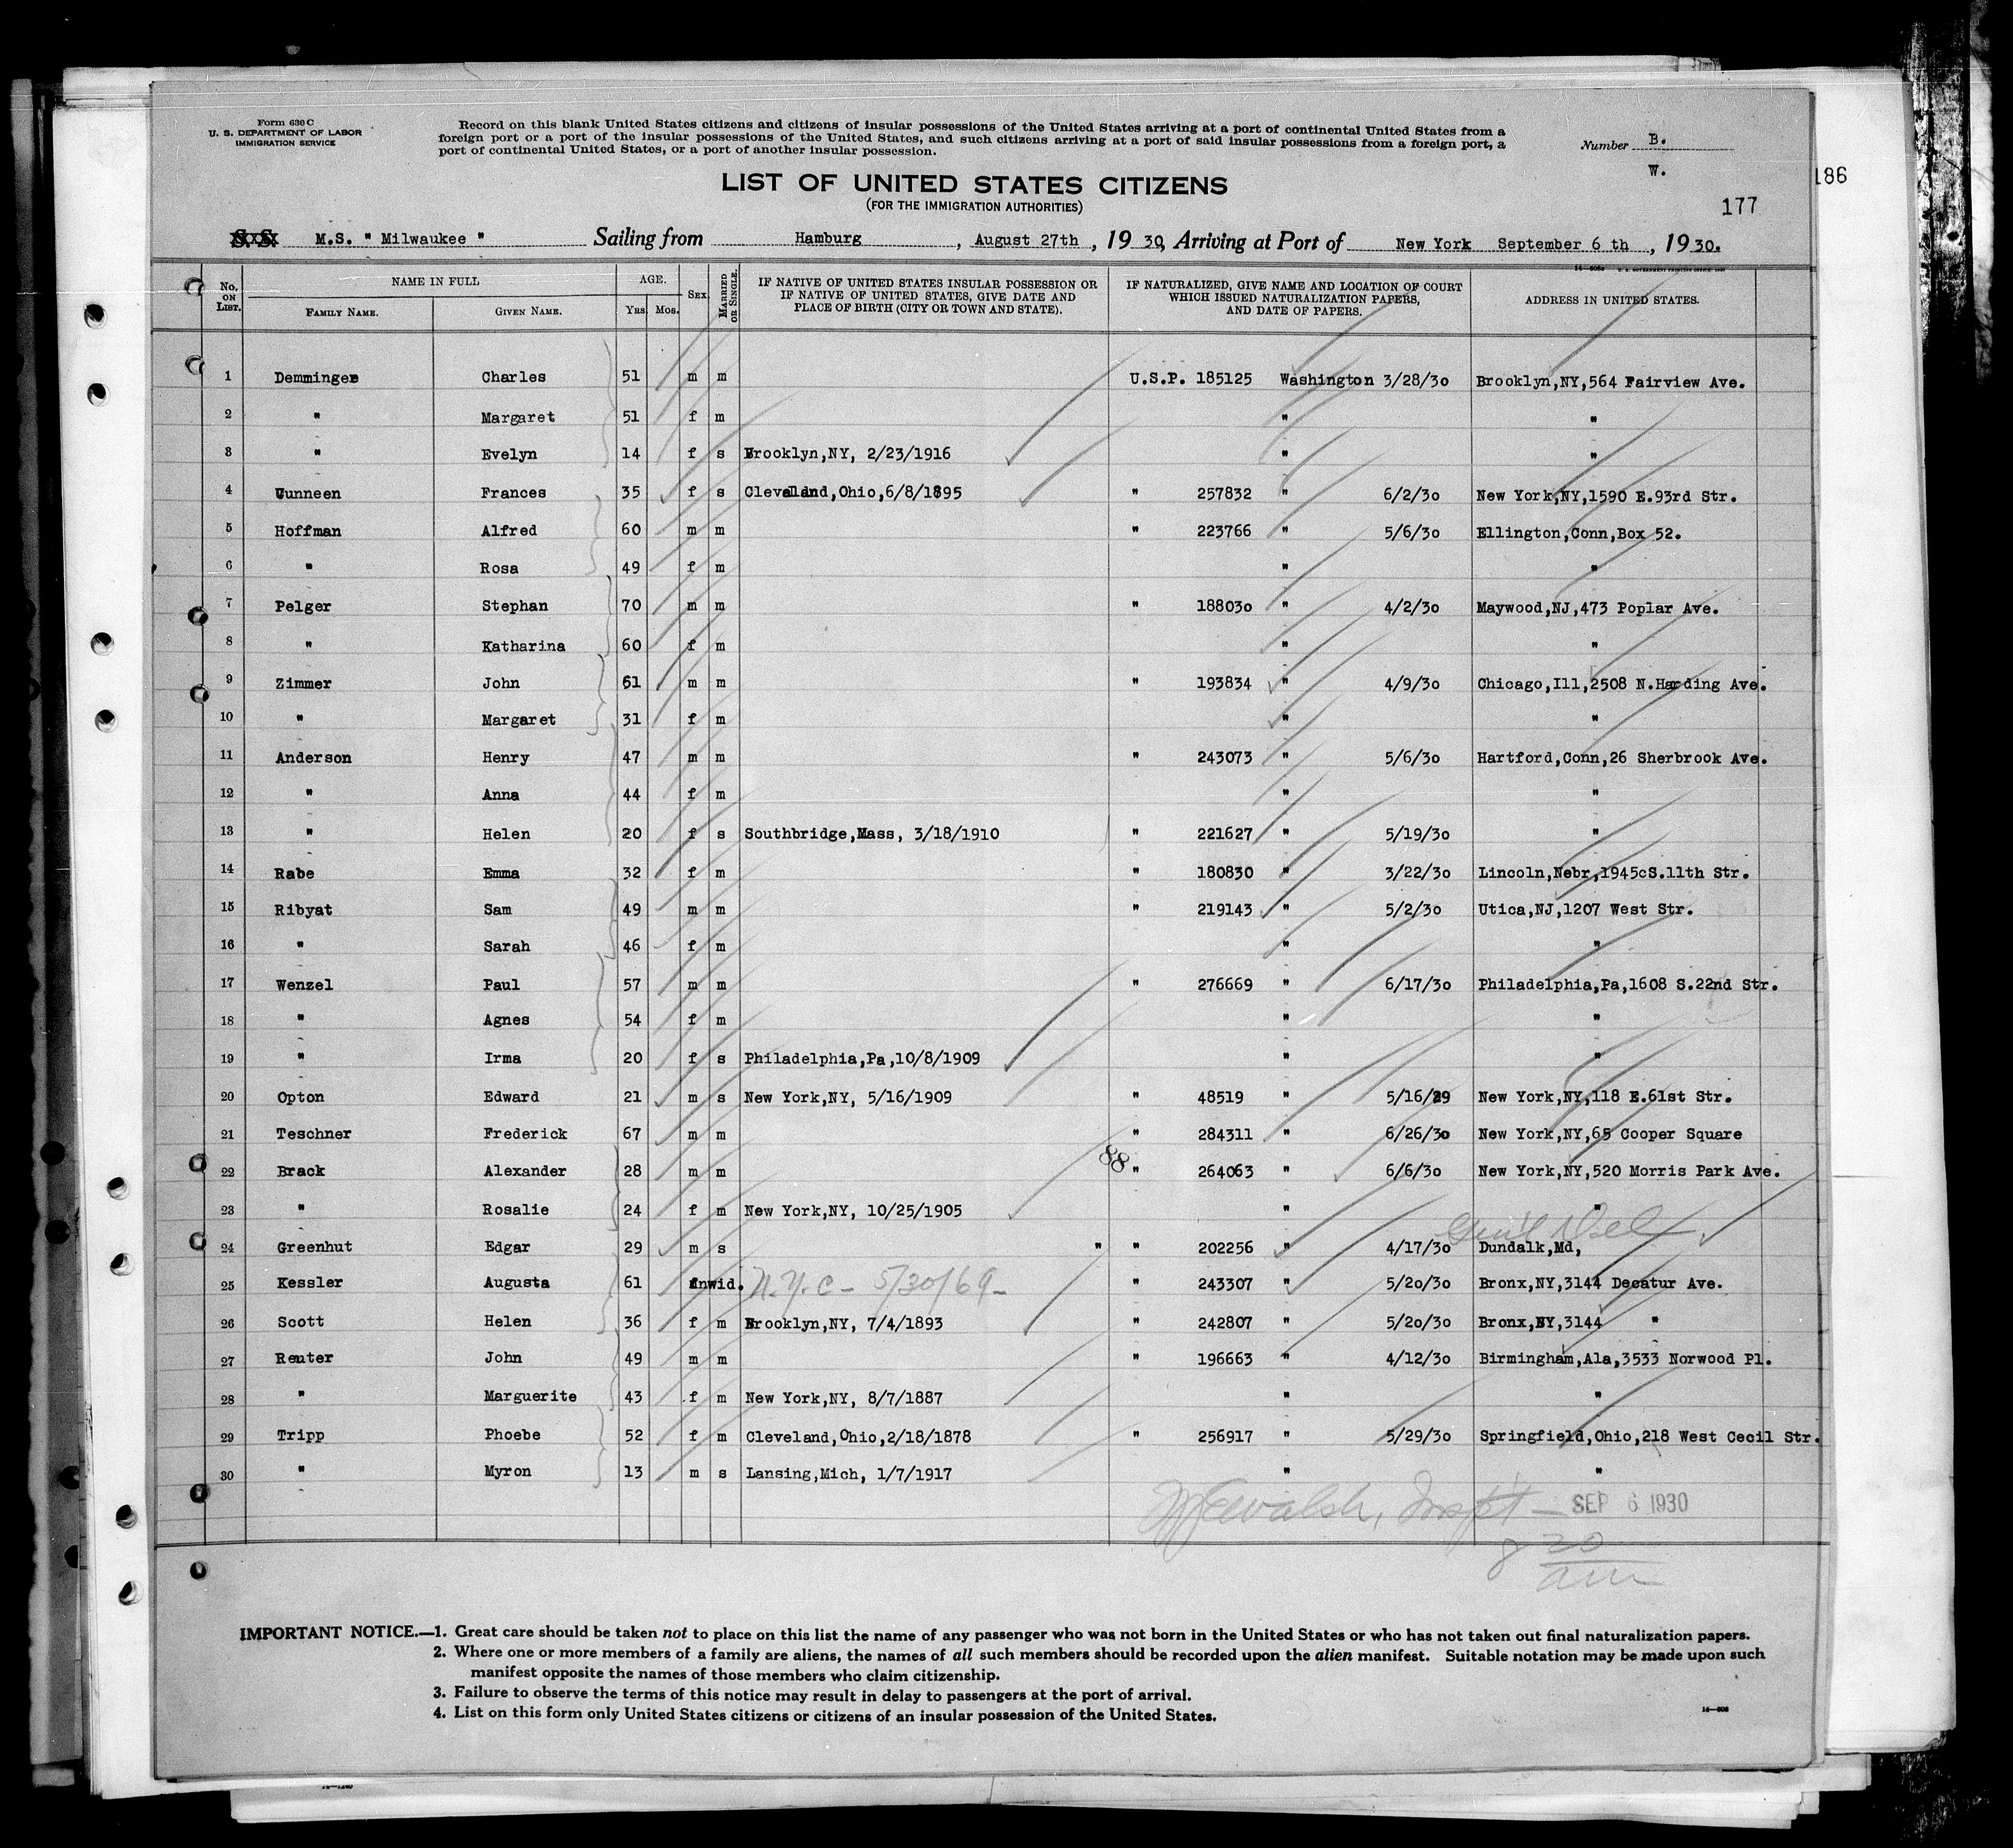 Form 630 C
U. S. DEPARTMENT OF LABOR
IMMIGRATION SERVICE
Record on this blank United States citizens and citizens of insular possessions of the United States arriving at a port of continental United States from a
foreign port or a port of the insular possessions of the United States, and such citizens arriving at a port of said insular possessions from a foreign port, a
port of continental United States, or a port of another insular possession.
Number B.
W.
186
177
LIST OF UNITED STATES CITIZENS
(FOR THE IMMIGRATION AUTHORITIES)
S. S. M.S. " Milwaukee " Sailing from Hamburg, August 27th, 1930, Arriving at Port of New York September 6 th, 1930.
No. ON LIST. NAME IN FULL FAMILY NAME. GIVEN NAME. AGE. YRS. MOS. SEX MARRIED OR SINGLE. IF NATIVE OF UNITED STATES INSULAR POSSESSION OR IF NATIVE OF UNITED STATES, GIVE DATE AND PLACE OF BIRTH (CITY OR TOWN AND STATE). IF NATURALIZED, GIVE NAME AND LOCATION OF COURT WHICH ISSUED NATURALIZATION PAPERS, AND DATE OF PAPERS. ADDRESS IN UNITED STATES.
1 Demminger Charles 51 m m U.S.P. 185125 Washington 3/28/30 Brooklyn,NY,564 Fairview Ave.
2 " Margaret 51 f m " "
3 " Evelyn 14 f s Brooklyn,NY, 2/23/1916 " "
4 Cunneen Frances 35 f s Cleveland,Ohio,6/8/1895 " 257832 " 6/2/30 New York,NY,1590 E.93rd Str.
5 Hoffman Alfred 60 m m " 223766 " 5/6/30 Ellington,Conn,Box 52.
6 " Rosa 49 f m " "
7 Pelger Stephan 70 m m " 188030 " 4/2/30 Maywood,NJ,473 Poplar Ave.
8 " Katharina 60 f m " "
9 Zimmer John 61 m m " 193834 " 4/9/30 Chicago,Ill,2508 N.Harding Ave.
10 " Margaret 31 f m " "
11 Anderson Henry 47 m m " 243073 " 5/6/30 Hartford,Conn,26 Sherbrook Ave.
12 " Anna 44 f m " "
13 " Helen 20 f s Southbridge,Mass, 3/18/1910 " 221627 " 5/19/30 "
14 Rabe Emma 32 f m " 180830 " 3/22/30 Lincoln,Nebr,1945cS.11th Str.
15 Ribyat Sam 49 m m " 219143 " 5/2/30 Utica,NJ,1207 West Str.
16 " Sarah 46 f m " "
17 Wenzel Paul 57 m m " 276669 " 6/17/30 Philadelphia,Pa,1608 S.22nd Str.
18 " Agnes 54 f m " "
19 " Irma 20 f s Philadelphia,Pa,10/8/1909 " "
20 Opton Edward 21 m s New York,NY, 5/16/1909 " 48519 " 5/16/29 New York,NY,118 E.61st Str.
21 Teschner Frederick 67 m m " 284311 " 6/26/30 New York,NY,65 Cooper Square
88
22 Brack Alexander 28 m m " 264063 " 6/6/30 New York,NY,520 Morris Park Ave.
23 " Rosalie 24 f m New York,NY, 10/25/1905 " "
Gen'l Del
24 Greenhut Edgar 29 m s " " 202256 " 4/17/30 Dundalk,Md,
25 Kessler Augusta 61 f wid. N.Y.C - 5/30/69 - " 243307 " 5/20/30 Bronx,NY,3144 Decatur Ave.
26 Scott Helen 36 f m Brooklyn,NY, 7/4/1893 " 242807 " 5/20/30 Bronx,NY,3144 "
27 Reuter John 49 m m " 196663 " 4/12/30 Birmingham,Ala,3533 Norwood Pl.
28 " Marguerite 43 f m New York,NY, 8/7/1887 " "
29 Tripp Phoebe 52 f m Cleveland,Ohio,2/18/1878 " 256917 " 5/29/30 Springfield,Ohio,218 West Cecil Str.
30 " Myron 13 m s Lansing,Mich, 1/7/1917 " "
Walsh, Inspt - SEP 6 1930
8 30
am
IMPORTANT NOTICE.—1. Great care should be taken not to place on this list the name of any passenger who was not born in the United States or who has not taken out final naturalization papers.
2. Where one or more members of a family are aliens, the names of all such members should be recorded upon the alien manifest. Suitable notation may be made upon such
manifest opposite the names of those members who claim citizenship.
3. Failure to observe the terms of this notice may result in delay to passengers at the port of arrival.
4. List on this form only United States citizens or citizens of an insular possession of the United States.